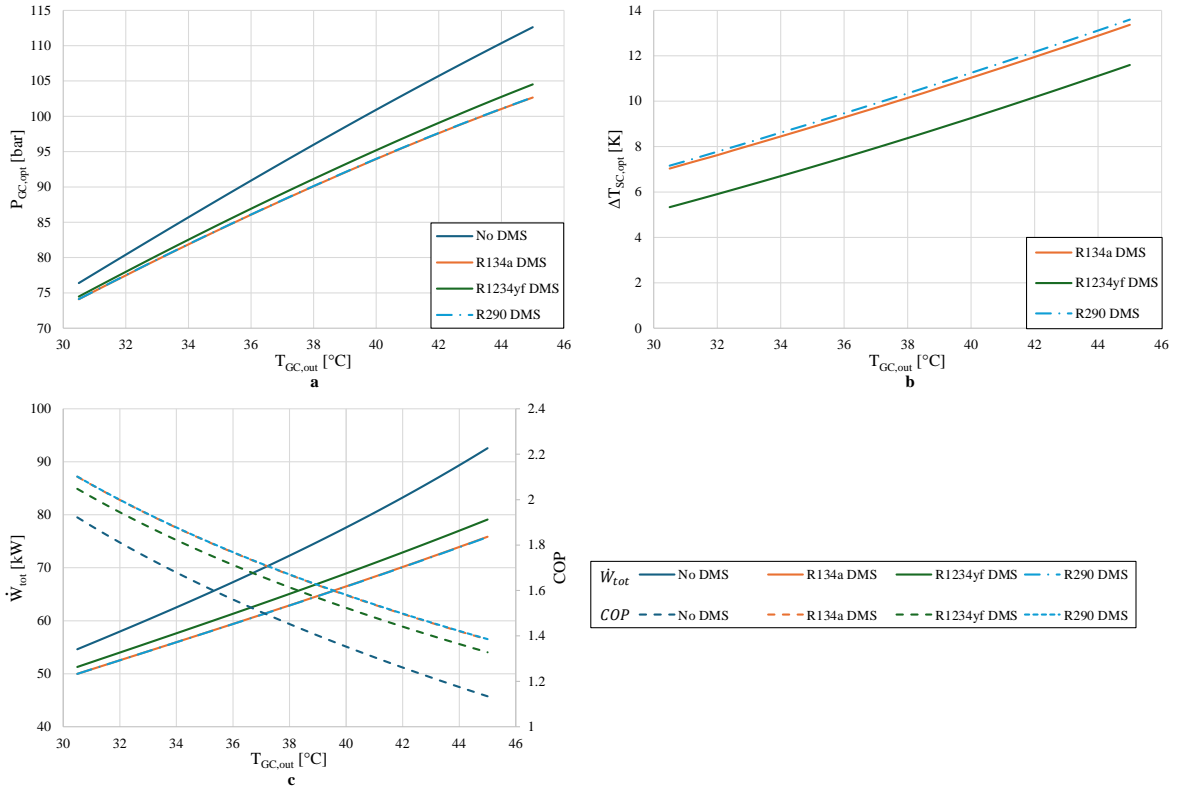 115
110
105
100
95
90
85
80
75
70
P_GC,opt [bar]
30 32 34 36 38 40 42 44 46
T_GC,out [°C]
No DMS
R134a DMS
R1234yf DMS
R290 DMS
a
14
12
10
8
6
4
2
0
ΔT_SC,opt [K]
30 32 34 36 38 40 42 44 46
T_GC,out [°C]
R134a DMS
R1234yf DMS
R290 DMS
b
100
90
80
70
60
50
40
Ẇ_tot [kW]
2.4
2.2
2
1.8
1.6
1.4
1.2
1
COP
30 32 34 36 38 40 42 44 46
T_GC,out [°C]
c
Ẇ_tot No DMS R134a DMS R1234yf DMS R290 DMS
COP No DMS R134a DMS R1234yf DMS R290 DMS